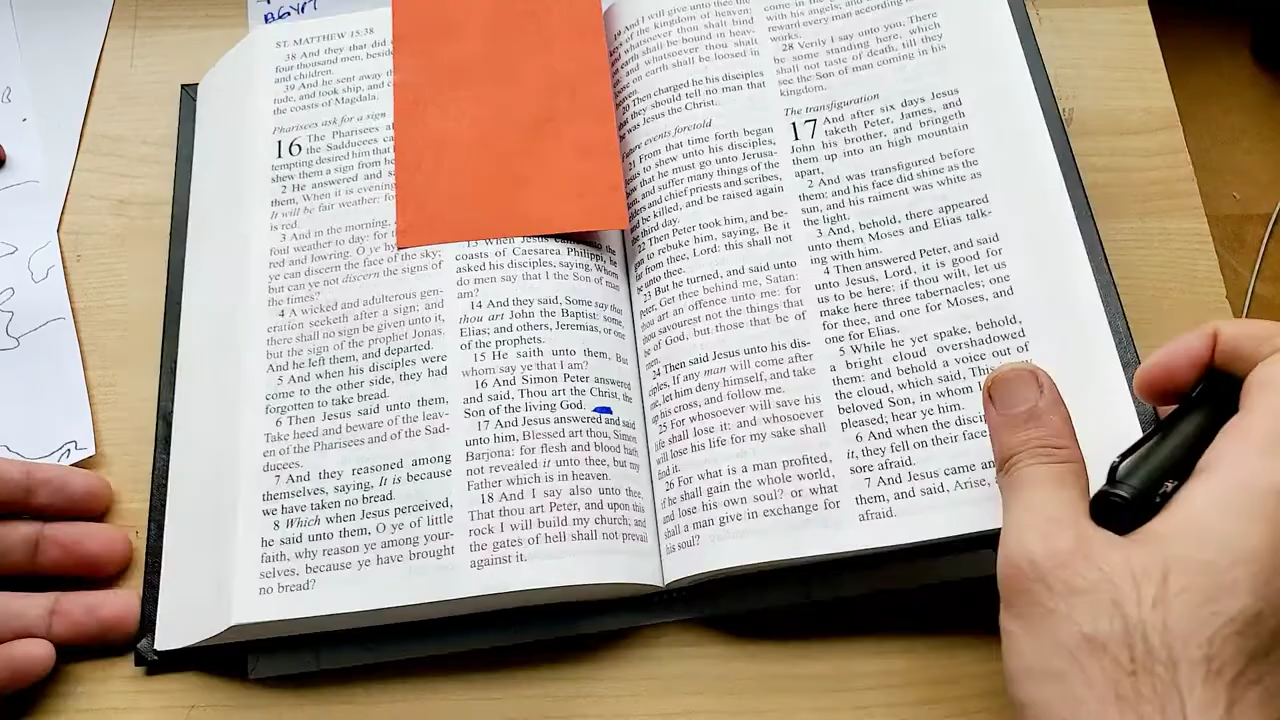 EGYPT
ST. MATTHEW 15:38
38 And they that did
four thousand men, besid
and children.
39 And he sent away th
tude, and took ship, and c
the coasts of Magdala.
Pharisees ask for a sign
16 The Pharisees al
the Sadducees ca
tempting desired him that
shew them a sign from he
2 He answered and s
them, When it is evening
It will be fair weather: fo
is red.
3 And in the morning,
foul weather to day: for t
red and lowring. O ye hy
ye can discern the face of the sky;
but can ye not discern the signs of
the times?
4 A wicked and adulterous gen-
eration seeketh after a sign; and
there shall no sign be given unto it,
but the sign of the prophet Jonas.
And he left them, and departed.
5 And when his disciples were
come to the other side, they had
forgotten to take bread.
6 Then Jesus said unto them,
Take heed and beware of the leav-
en of the Pharisees and of the Sad-
ducees.
7 And they reasoned among
themselves, saying, It is because
we have taken no bread.
8 Which when Jesus perceived,
he said unto them, O ye of little
faith, why reason ye among your-
selves, because ye have brought
no bread?
13 When Jesus came into the
coasts of Caesarea Philippi, he
asked his disciples, saying, Whom
do men say that I the Son of man
am?
14 And they said, Some say that
thou art John the Baptist: some,
Elias; and others, Jeremias, or one
of the prophets.
15 He saith unto them, But
whom say ye that I am?
16 And Simon Peter answered
and said, Thou art the Christ, the
Son of the living God.
17 And Jesus answered and said
unto him, Blessed art thou, Simon
Barjona: for flesh and blood hath
not revealed it unto thee, but my
Father which is in heaven.
18 And I say also unto thee,
That thou art Peter, and upon this
rock I will build my church; and
the gates of hell shall not prevail
against it.
19 And I will give unto thee the
keys of the kingdom of heaven:
whatsoever thou shalt bind
on earth shall be bound in heav-
en: and whatsoever thou shalt
loose on earth shall be loosed in
heaven.
20 Then charged he his disciples
that they should tell no man that
he was Jesus the Christ.
Future events foretold
21 From that time forth began
Jesus to shew unto his disciples,
how that he must go unto Jerusa-
lem, and suffer many things of the
elders and chief priests and scribes,
and be killed, and be raised again
the third day.
22 Then Peter took him, and be-
gan to rebuke him, saying, Be it
far from thee, Lord: this shall not
be unto thee.
23 But he turned, and said unto
Peter, Get thee behind me, Satan:
thou art an offence unto me: for
thou savourest not the things that
be of God, but those that be of
men.
24 Then said Jesus unto his dis-
ciples, If any man will come after
me, let him deny himself, and take
up his cross, and follow me.
25 For whosoever will save his
life shall lose it: and whosoever
will lose his life for my sake shall
find it.
26 For what is a man profited,
if he shall gain the whole world,
and lose his own soul? or what
shall a man give in exchange for
his soul?
come in the
with his angels; and
reward every man according
works.
28 Verily I say unto you, There
be some standing here, which
shall not taste of death, till they
see the Son of man coming in his
kingdom.
The transfiguration
17 And after six days Jesus
taketh Peter, James, and
John his brother, and bringeth
them up into an high mountain
apart,
2 And was transfigured before
them: and his face did shine as the
sun, and his raiment was white as
the light.
3 And, behold, there appeared
unto them Moses and Elias talk-
ing with him.
4 Then answered Peter, and said
unto Jesus, Lord, it is good for
us to be here: if thou wilt, let us
make here three tabernacles; one
for thee, and one for Moses, and
one for Elias.
5 While he yet spake, behold,
a bright cloud overshadowed
them: and behold a voice out of
the cloud, which said, This is
beloved Son, in whom I
pleased; hear ye him.
6 And when the disci
it, they fell on their face
sore afraid.
7 And Jesus came an
them, and said, Arise,
afraid.